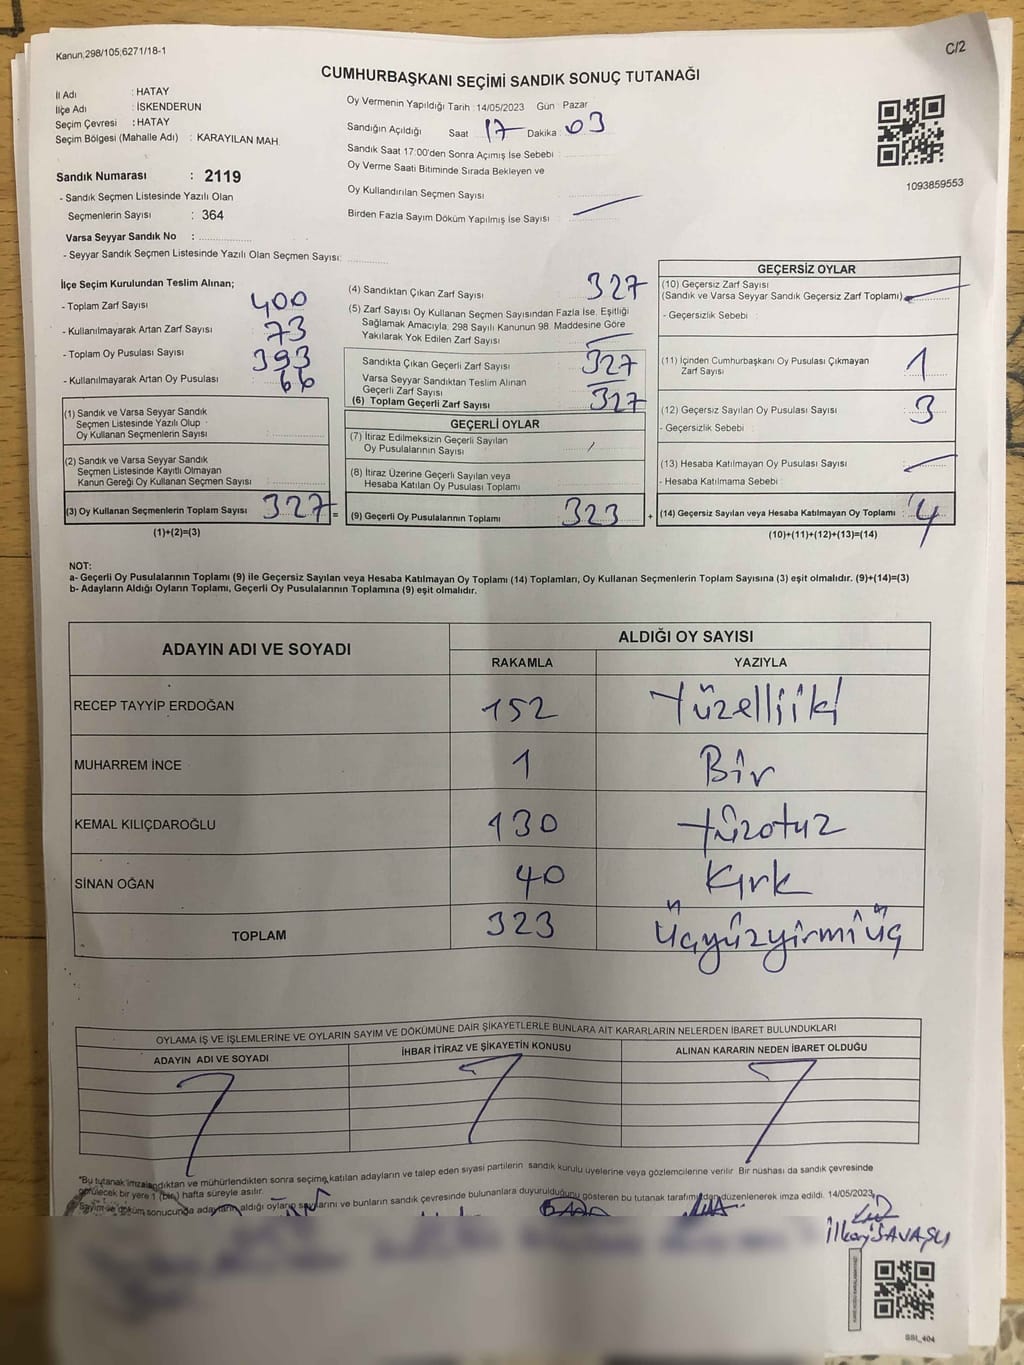 Kanun,298/105,6271/18-1
C/2
CUMHURBAŞKANI SEÇİMİ SANDIK SONUÇ TUTANAĞI
İl Adı : HATAY
İlçe Adı : İSKENDERUN
Seçim Çevresi : HATAY
Seçim Bölgesi (Mahalle Adı) : KARAYILAN MAH.
Oy Vermenin Yapıldığı Tarih : 14/05/2023 Gün : Pazar
Sandığın Açıldığı Saat 17 Dakika : 03
Sandık Saat 17:00'den Sonra Açımış İse Sebebi :
Oy Verme Saati Bitiminde Sırada Bekleyen ve
Oy Kullandırılan Seçmen Sayısı
Birden Fazla Sayım Döküm Yapılmış İse Sayısı
1093859553
Sandık Numarası : 2119
- Sandık Seçmen Listesinde Yazılı Olan
Seçmenlerin Sayısı : 364
Varsa Seyyar Sandık No :
- Seyyar Sandık Seçmen Listesinde Yazılı Olan Seçmen Sayısı:
İlçe Seçim Kurulundan Teslim Alınan;
- Toplam Zarf Sayısı 400
- Kullanılmayarak Artan Zarf Sayısı 73
- Toplam Oy Pusulası Sayısı 393
- Kullanılmayarak Artan Oy Pusulası : 66
(1) Sandık ve Varsa Seyyar Sandık
Seçmen Listesinde Yazılı Olup
Oy Kullanan Seçmenlerin Sayısı
(2) Sandık ve Varsa Seyyar Sandık
Seçmen Listesinde Kayıtlı Olmayan
Kanun Gereği Oy Kullanan Seçmen Sayısı
(3) Oy Kullanan Seçmenlerin Toplam Sayısı 327 =
(1)+(2)=(3)
(4) Sandıktan Çıkan Zarf Sayısı 327
(5) Zarf Sayısı Oy Kullanan Seçmen Sayısından Fazla İse, Eşitliği
Sağlamak Amacıyla; 298 Sayılı Kanunun 98. Maddesine Göre
Yakılarak Yok Edilen Zarf Sayısı
Sandıkta Çıkan Geçerli Zarf Sayısı : 327
Varsa Seyyar Sandıktan Teslim Alınan
Geçerli Zarf Sayısı
(6) Toplam Geçerli Zarf Sayısı 327
GEÇERLİ OYLAR
(7) İtiraz Edilmeksizin Geçerli Sayılan
Oy Pusulalarının Sayısı
(8) İtiraz Üzerine Geçerli Sayılan veya
Hesaba Katılan Oy Pusulası Toplamı
(9) Geçerli Oy Pusulalarının Toplamı 323 +
GEÇERSİZ OYLAR
(10) Geçersiz Zarf Sayısı
(Sandık ve Varsa Seyyar Sandık Geçersiz Zarf Toplamı)
- Geçersizlik Sebebi :
(11) İçinden Cumhurbaşkanı Oy Pusulası Çıkmayan
Zarf Sayısı 1
(12) Geçersiz Sayılan Oy Pusulası Sayısı 3
- Geçersizlik Sebebi :
(13) Hesaba Katılmayan Oy Pusulası Sayısı
- Hesaba Katılmama Sebebi :
(14) Geçersiz Sayılan veya Hesaba Katılmayan Oy Toplamı : 4
(10)+(11)+(12)+(13)=(14)
NOT:
a- Geçerli Oy Pusulalarının Toplamı (9) ile Geçersiz Sayılan veya Hesaba Katılmayan Oy Toplamı (14) Toplamları, Oy Kullanan Seçmenlerin Toplam Sayısına (3) eşit olmalıdır. (9)+(14)=(3)
b- Adayların Aldığı Oyların Toplamı, Geçerli Oy Pusulalarının Toplamına (9) eşit olmalıdır.
ADAYIN ADI VE SOYADI
ALDIĞI OY SAYISI
RAKAMLA YAZIYLA
RECEP TAYYİP ERDOĞAN 152 Yüzelliiki
MUHARREM İNCE 1 Bir
KEMAL KILIÇDAROĞLU 130 Yüzotuz
SİNAN OĞAN 40 Kırk
TOPLAM 323 Üçyüzyirmiüç
OYLAMA İŞ VE İŞLEMLERİNE VE OYLARIN SAYIM VE DÖKÜMÜNE DAİR ŞİKAYETLERLE BUNLARA AİT KARARLARIN NELERDEN İBARET BULUNDUKLARI
ADAYIN ADI VE SOYADI İHBAR İTİRAZ VE ŞİKAYETİN KONUSU ALINAN KARARIN NEDEN İBARET OLDUĞU
"Bu tutanak imzalandıktan ve mühürlendikten sonra seçime katılan adayların ve talep eden siyasi partilerin sandık kurulu üyelerine veya gözlemcilerine verilir. Bir nüshası da sandık çevresinde
görülecek bir yere 1 (bir) hafta süreyle asılır.
Sayım ve döküm sonucunda adayların aldığı oyların sayılarını ve bunların sandık çevresinde bulunanlara duyurulduğunu gösteren bu tutanak tarafımızdan düzenlenerek imza edildi. 14/05/2023
İlkay SAVAŞLI
SSI_404